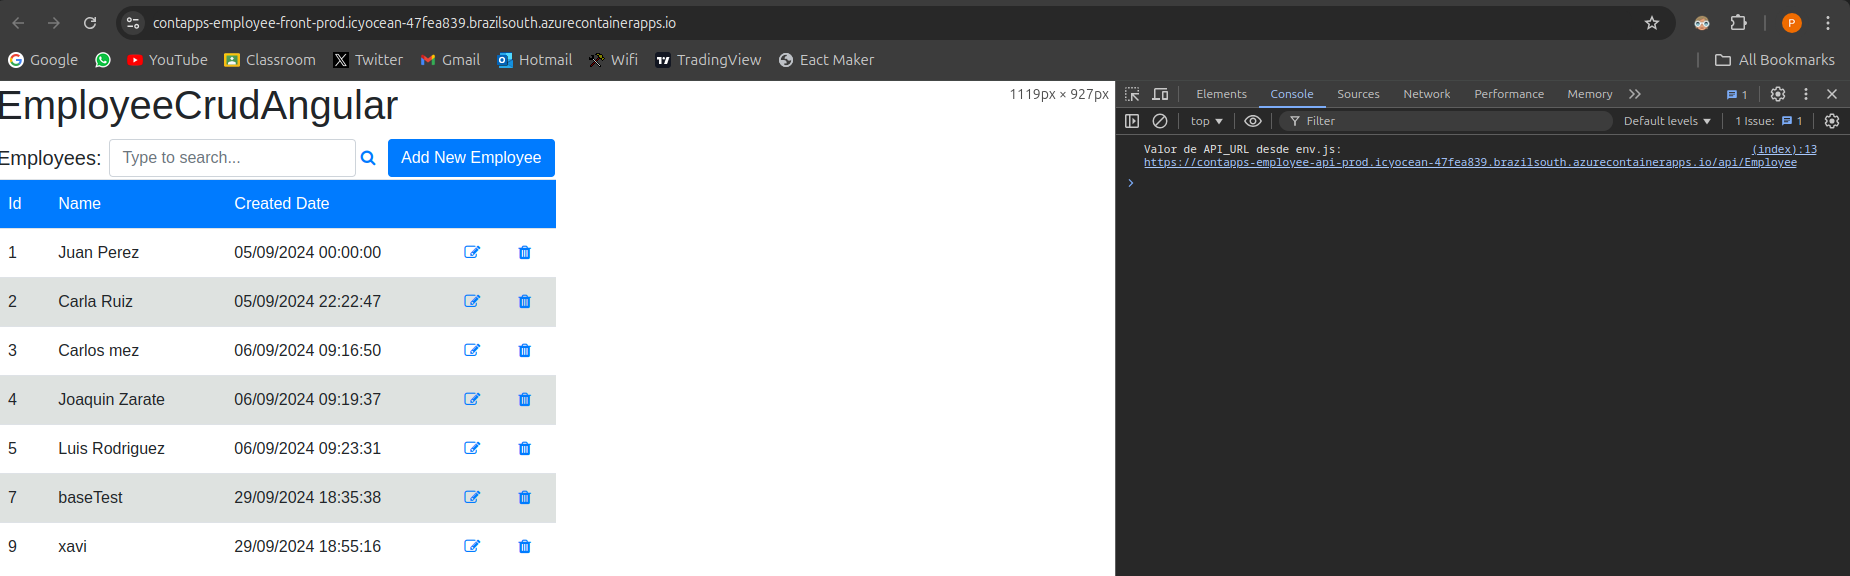 contapps-employee-front-prod.icyocean-47fea839.brazilsouth.azurecontainerapps.io
P
Google YouTube Classroom Twitter Gmail Hotmail Wifi TradingView Eact Maker All Bookmarks
EmployeeCrudAngular
1119px × 927px
Employees: Type to search... Add New Employee
Id Name Created Date
1 Juan Perez 05/09/2024 00:00:00
2 Carla Ruiz 05/09/2024 22:22:47
3 Carlos mez 06/09/2024 09:16:50
4 Joaquin Zarate 06/09/2024 09:19:37
5 Luis Rodriguez 06/09/2024 09:23:31
7 baseTest 29/09/2024 18:35:38
9 xavi 29/09/2024 18:55:16
Elements Console Sources Network Performance Memory 1
top Filter Default levels 1 Issue: 1
Valor de API_URL desde env.js: (index):13
https://contapps-employee-api-prod.icyocean-47fea839.brazilsouth.azurecontainerapps.io/api/Employee